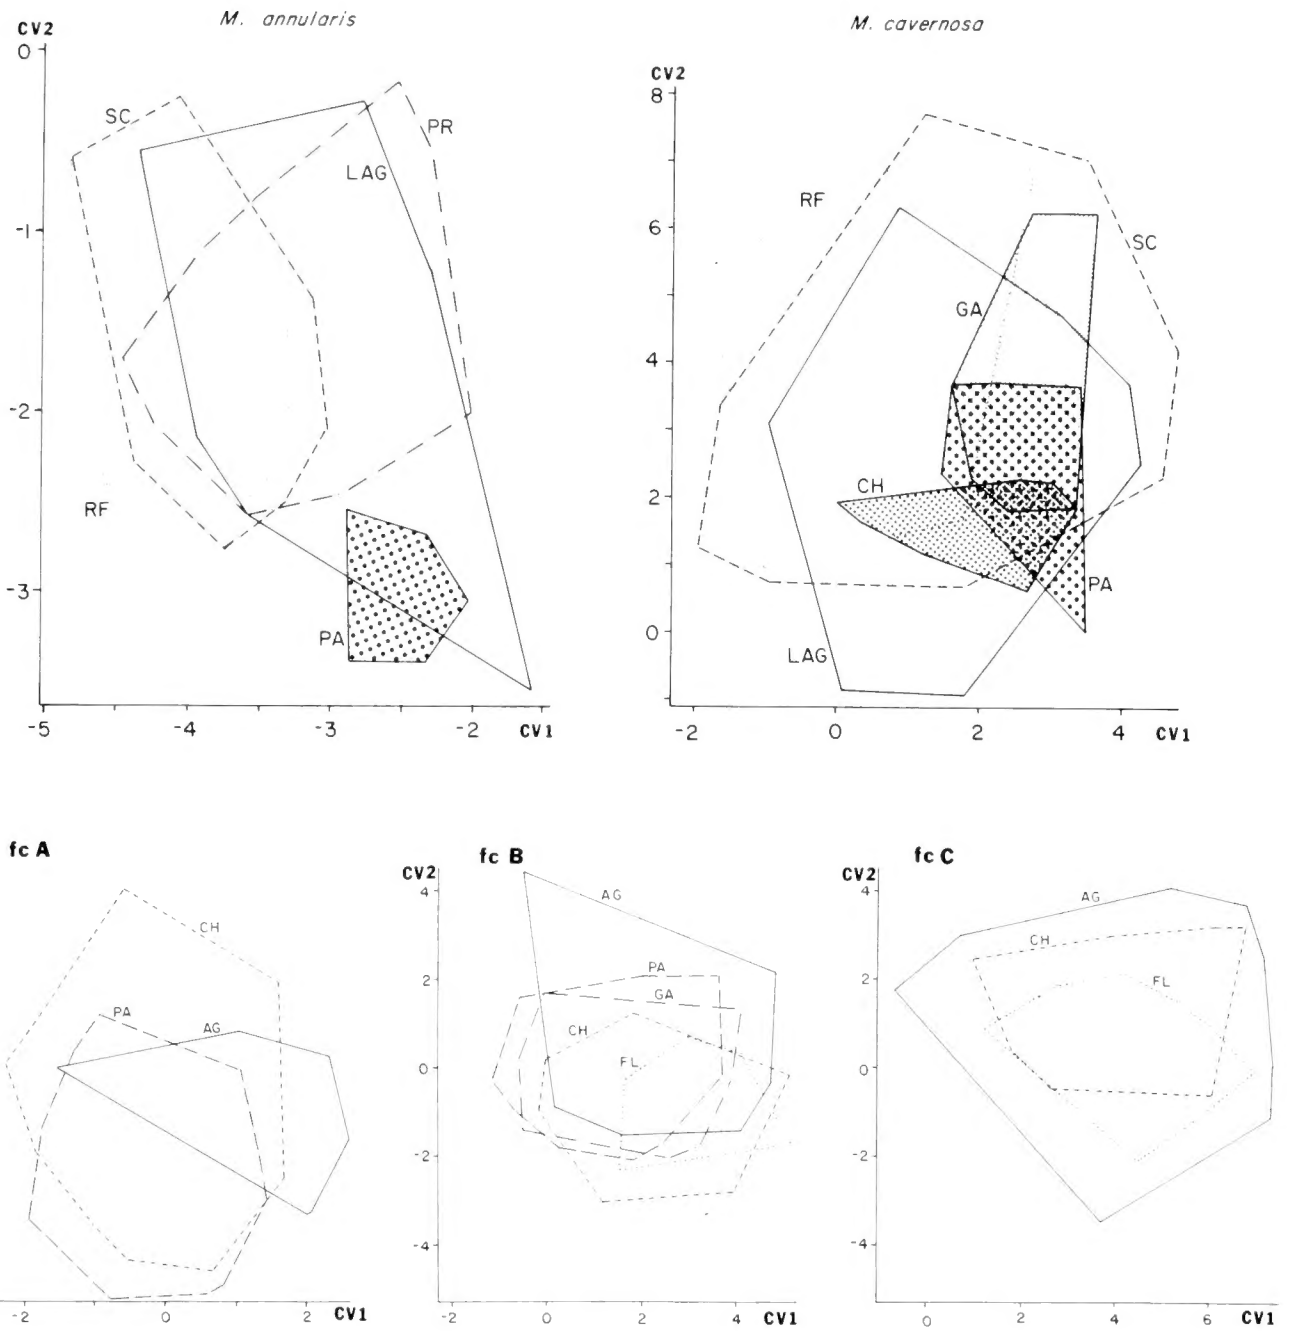 M. annularis
CV2
0
-1
-2
-3
SC
PR
LAG
RF
PA
-5
-4
-3
-2
CV1
M. cavernosa
CV2
8
6
4
2
0
RF
SC
GA
CH
PA
LAG
-2
0
2
4
CV1
fc A
CH
PA
AG
-2
0
2
CV1
fc B
CV2
4
2
0
-2
-4
AG
PA
GA
CH
FL
-2
0
2
4
CV1
fc C
CV2
4
2
0
-2
-4
AG
CH
FL
0
2
4
6
CV1